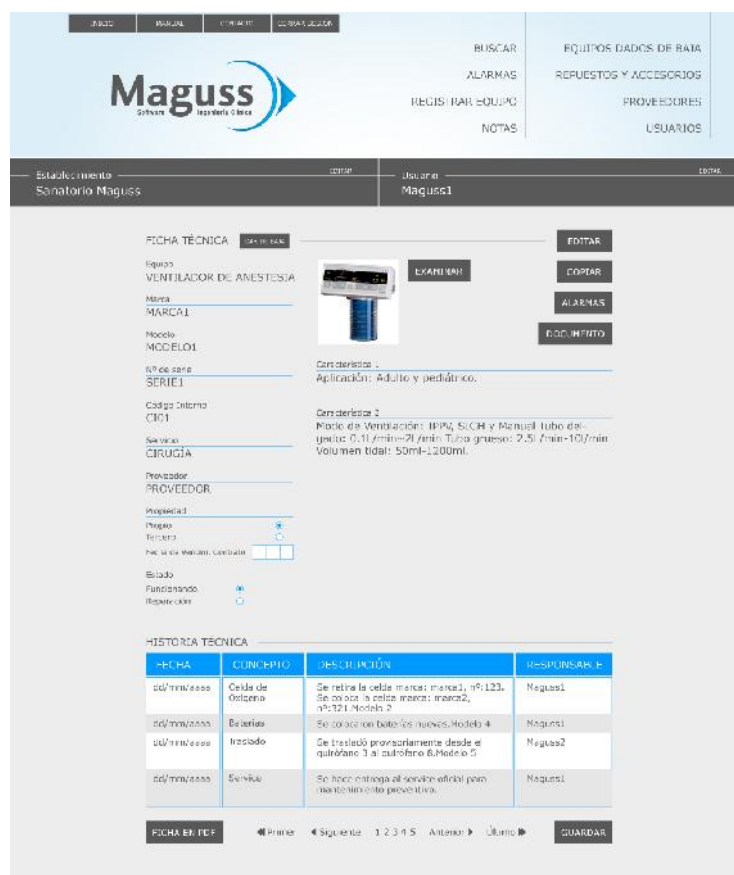 INICIO MANUAL CONTACTO CERRAR SESIÓN
BUSCAR EQUIPOS DADOS DE BAJA
ALARMAS REPUESTOS Y ACCESORIOS
REGISTRAR EQUIPO PROVEEDORES
NOTAS USUARIOS
Maguss
Software Ingeniería Clínica
Establecimiento EDITAR
Sanatorio Maguss
Usuario EDITAR
Maguss1
FICHA TÉCNICA DAR DE BAJA
EDITAR
COPIAR
ALARMAS
DOCUMENTO
EXAMINAR
Equipo
VENTILADOR DE ANESTESIA
Marca
MARCA1
Modelo
MODELO1
Nº de serie
SERIE1
Código Interno
CI01
Servicio
CIRUGÍA
Proveedor
PROVEEDOR
Propiedad
Propio
Tercero
Fecha de Vencim. Contrato
Estado
Funcionando
Reparación
Característica 1
Aplicación: Adulto y pediátrico.
Característica 2
Modo de Ventilación: IPPV, SICH y Manual Tubo del-
gado: 0.1l /min~2l /min Tubo grueso: 2.5l /min-10l/min
Volumen tidal: 50ml-1200ml.
HISTORIA TÉCNICA
FECHA CONCEPTO DESCRIPCIÓN RESPONSABLE
dd/mm/aaaa Celda de Se retira la celda marca: marca1, nº:123. Maguss1
Oxígeno Se coloca la celda marca: marca2,
nº:321.Modelo 2
dd/mm/aaaa Baterías Se colocaron baterías nuevas.Modelo 4 Maguss1
dd/mm/aaaa Traslado Se trasladó provisoriamente desde el Maguss2
quirófano 3 al quirófano 8.Modelo 5
dd/mm/aaaa Service Se hace entrega al service oficial para Maguss1
mantenimiento preventivo.
FICHA EN PDF Primer Siguiente 1 2 3 4 5 Anterior Último GUARDAR